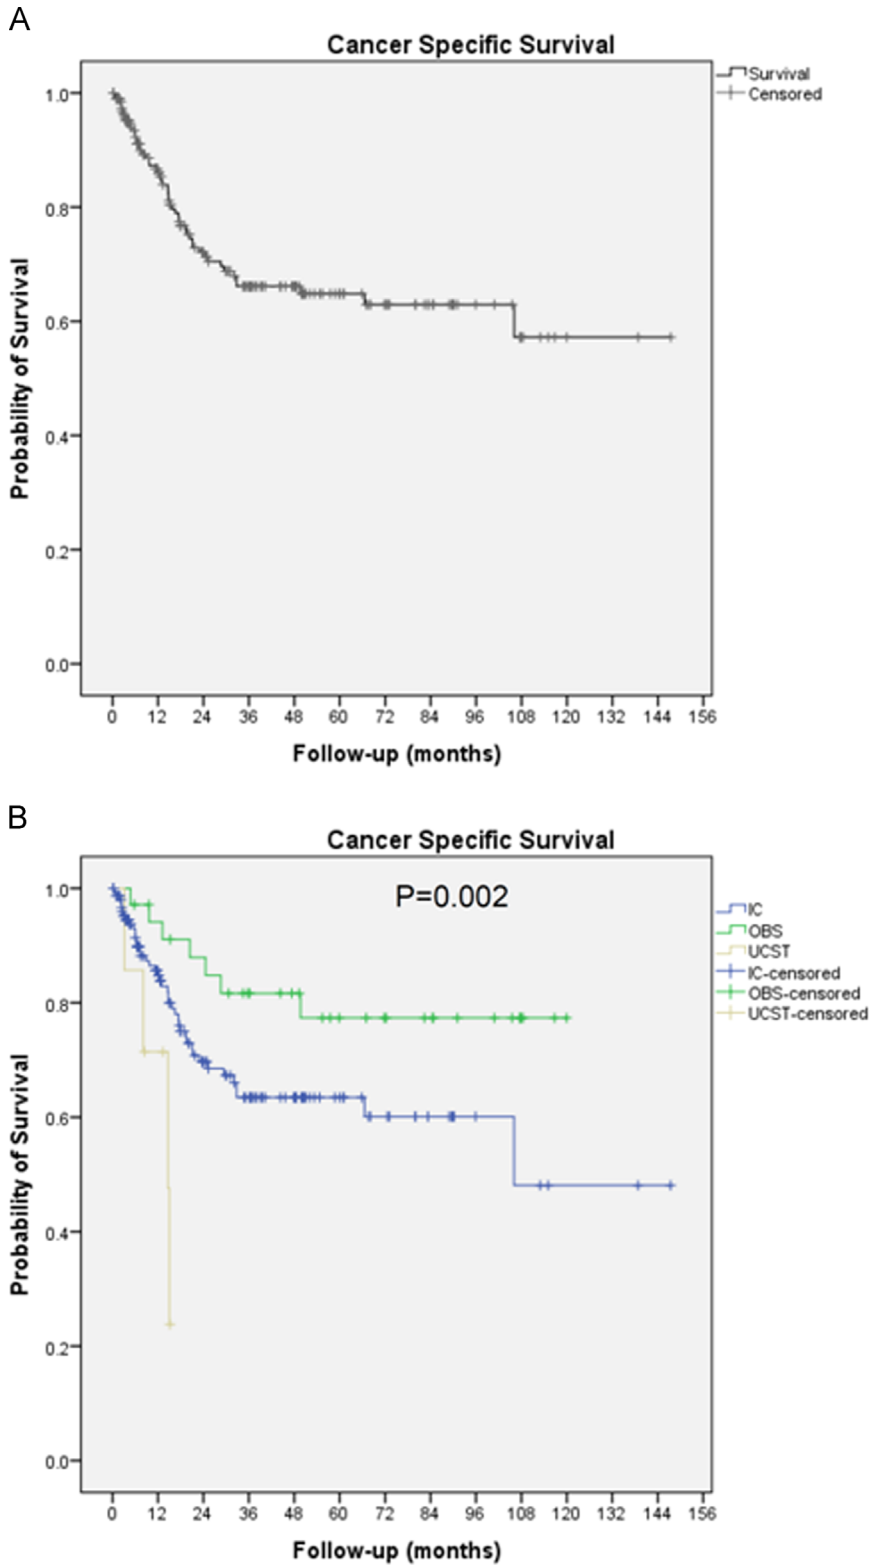 A
Cancer Specific Survival
Survival
Censored
1.0
0.8
0.6
0.4
0.2
0.0
Probability of Survival
0 12 24 36 48 60 72 84 96 108 120 132 144 156
Follow-up (months)
B
Cancer Specific Survival
P=0.002
IC
OBS
UCST
IC-censored
OBS-censored
UCST-censored
1.0
0.8
0.6
0.4
0.2
0.0
Probability of Survival
0 12 24 36 48 60 72 84 96 108 120 132 144 156
Follow-up (months)